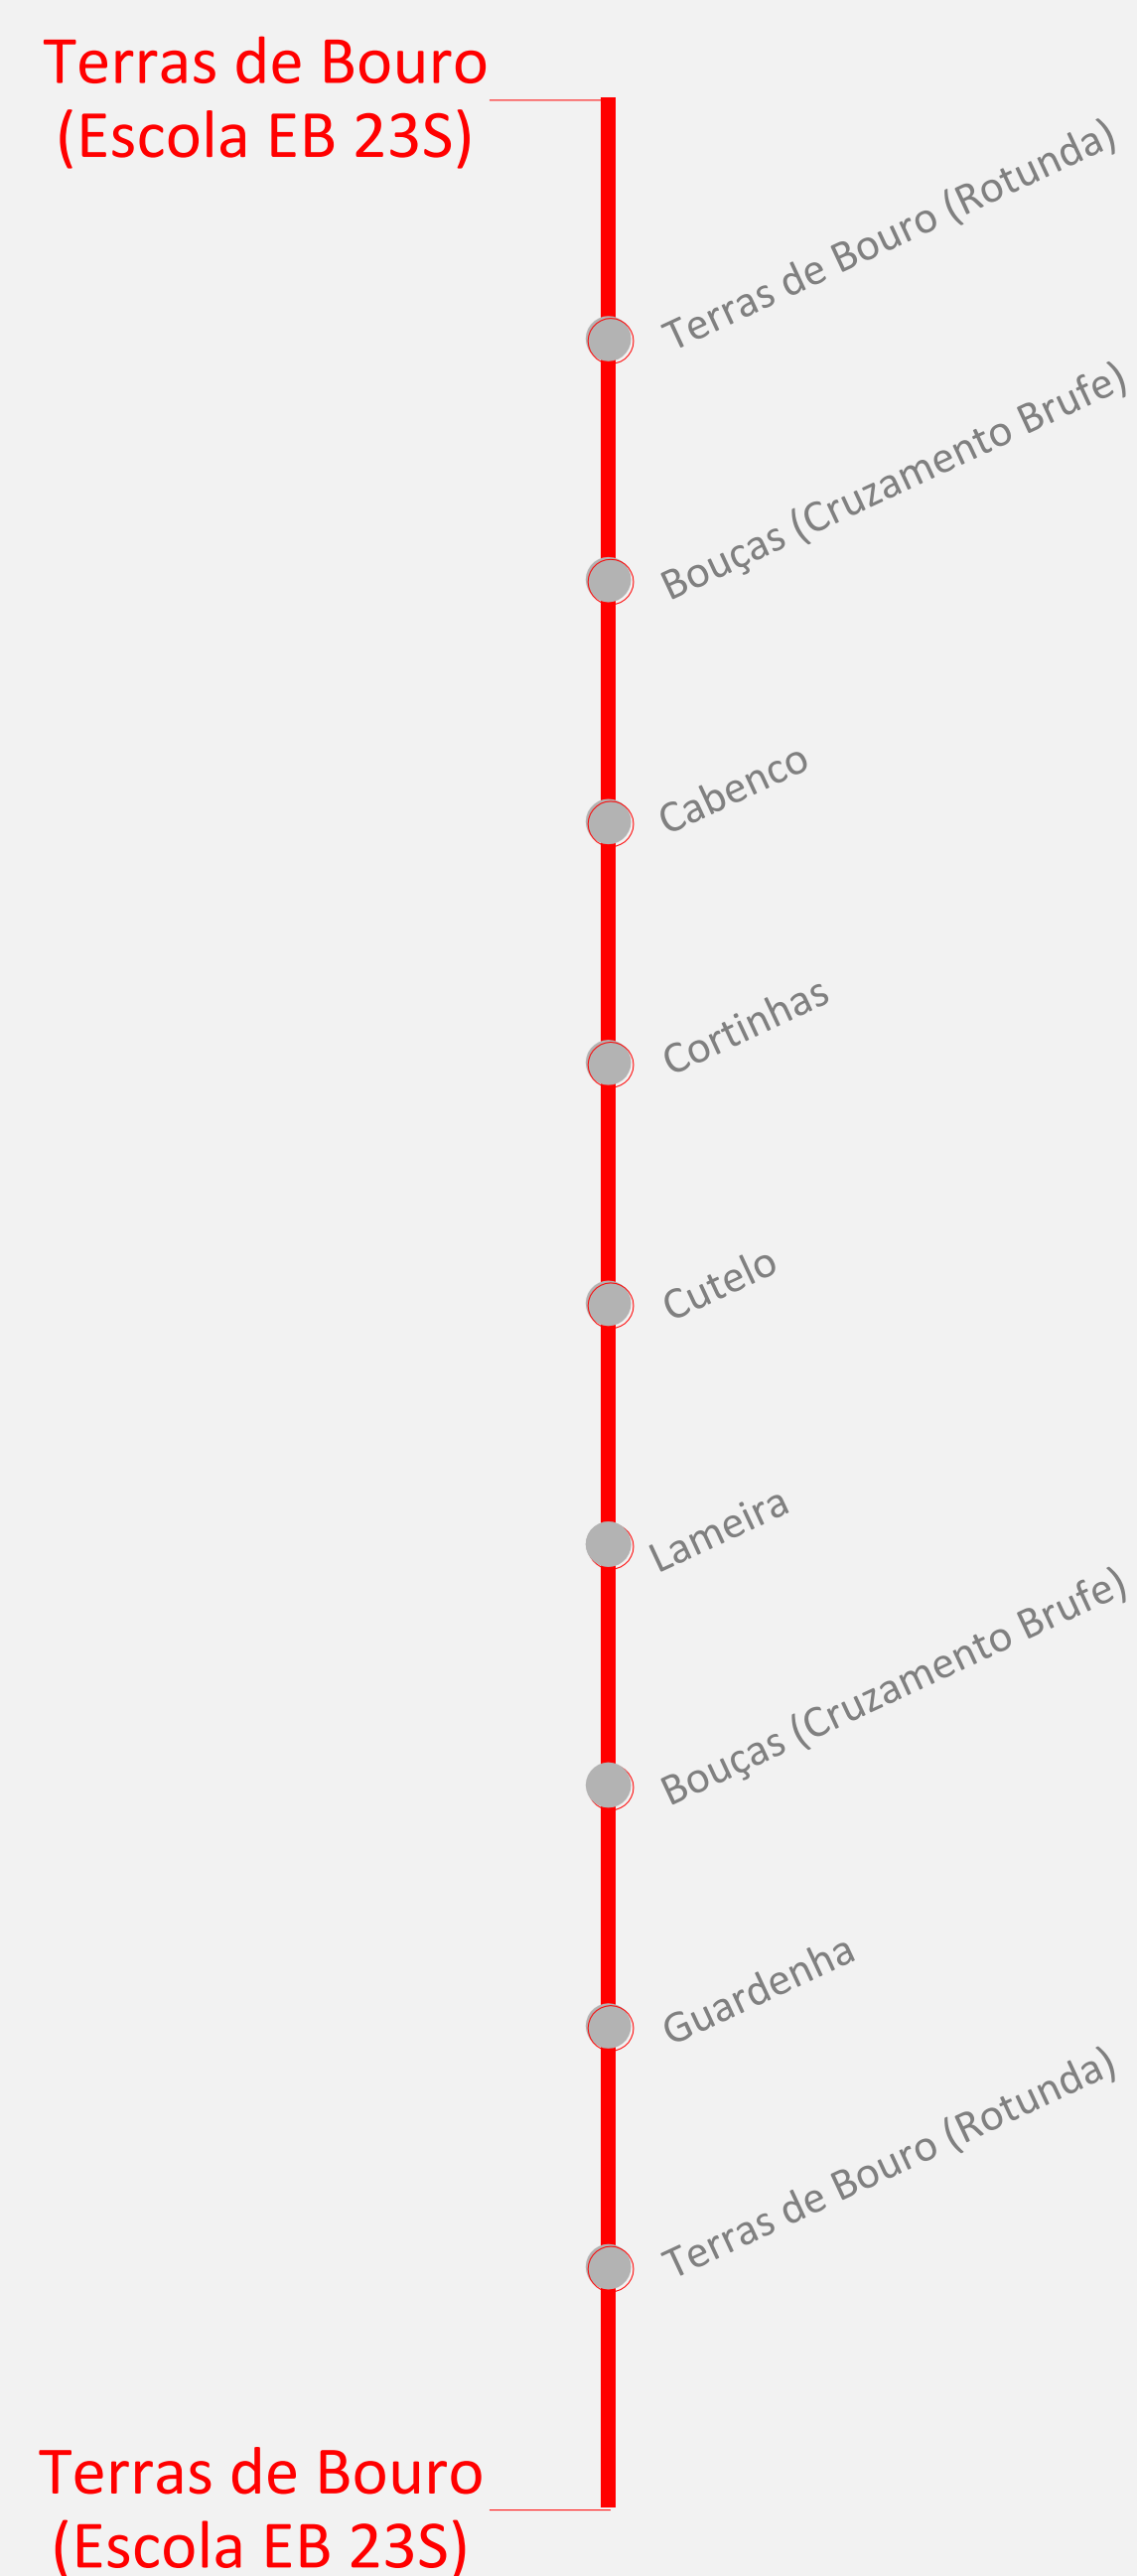 Terras de Bouro
(Escola EB 23S)
Terras de Bouro (Rotunda)
Bouças (Cruzamento Brufe)
Cabenco
Cortinhas
Cutelo
Lameira
Bouças (Cruzamento Brufe)
Guardenha
Terras de Bouro (Rotunda)
Terras de Bouro
(Escola EB 23S)